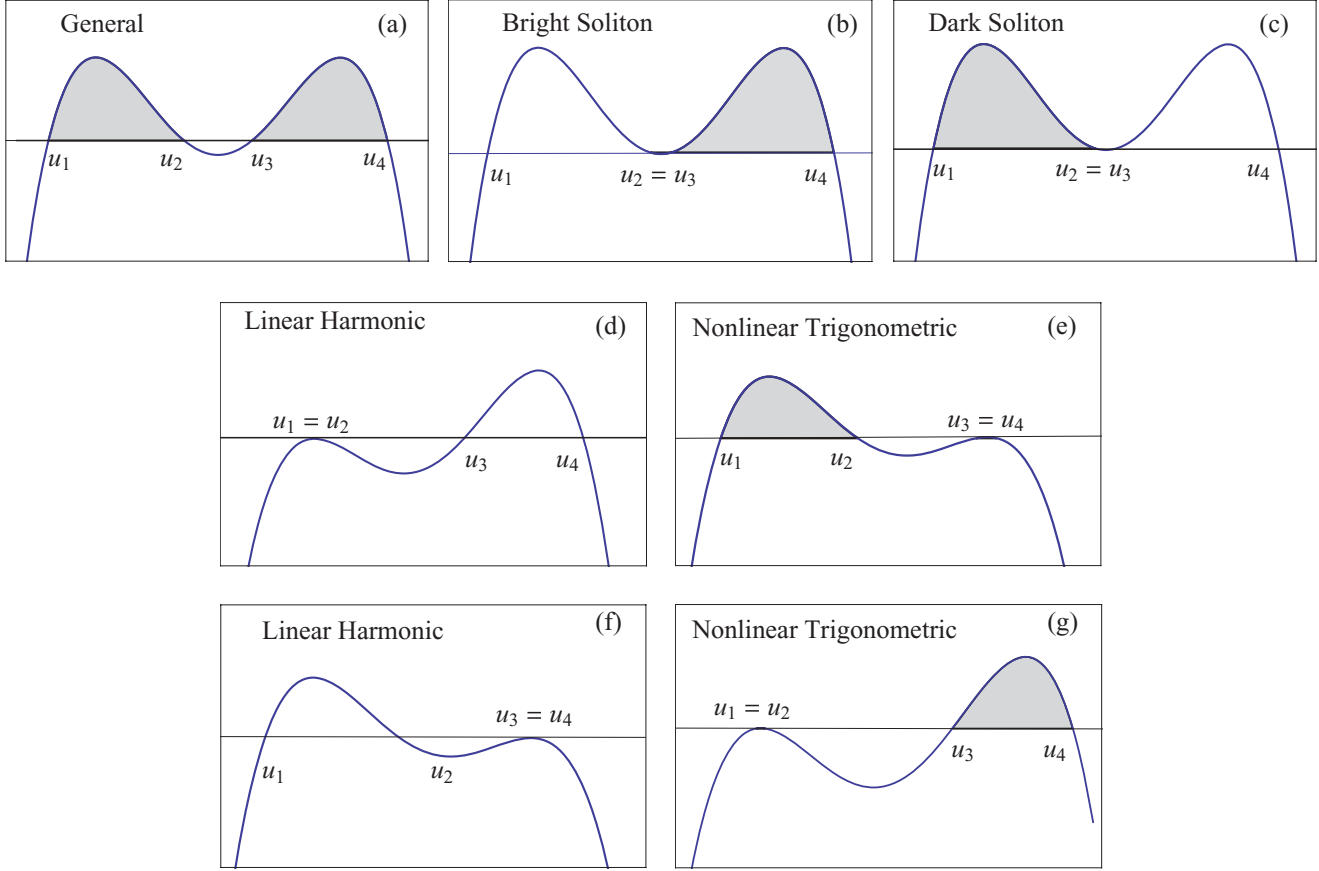 General (a)
u₁ u₂ u₃ u₄
Bright Soliton (b)
u₁ u₂ = u₃ u₄
Dark Soliton (c)
u₁ u₂ = u₃ u₄
Linear Harmonic (d)
u₁ = u₂
u₃ u₄
Nonlinear Trigonometric (e)
u₃ = u₄
u₁ u₂
Linear Harmonic (f)
u₃ = u₄
u₁ u₂
Nonlinear Trigonometric (g)
u₁ = u₂
u₃ u₄